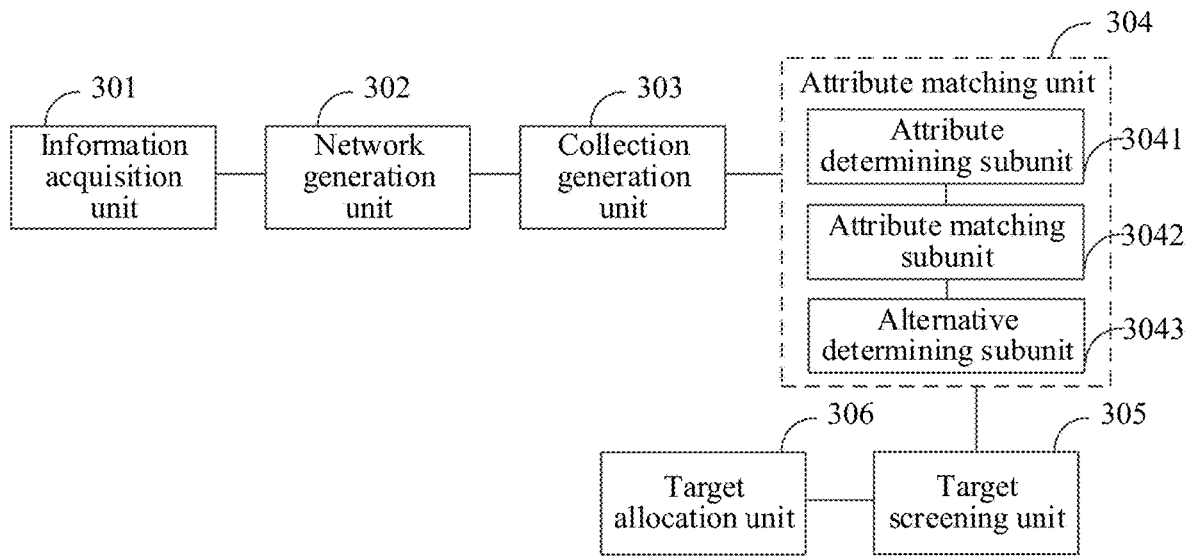 304
301
302
303
Attribute matching unit
Information
acquisition
unit
Network
generation
unit
Collection
generation
unit
Attribute
determining subunit
3041
Attribute matching
subunit
3042
Alternative
determining subunit
3043
306
305
Target
allocation unit
Target
screening unit